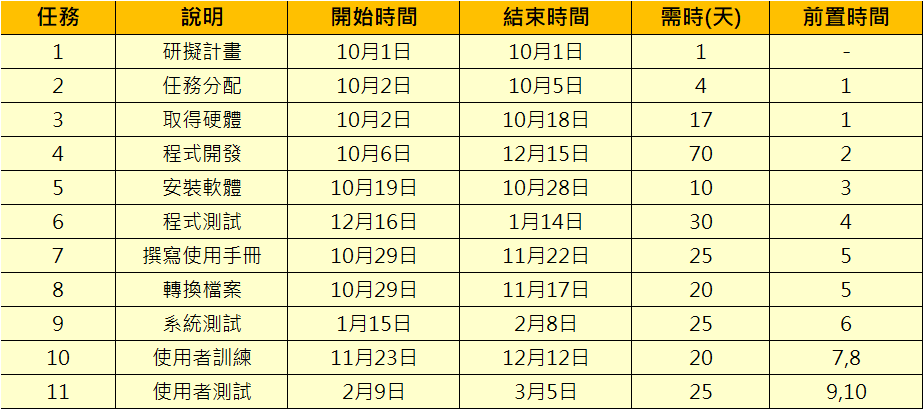 任務 說明 開始時間 結束時間 需時(天) 前置時間
1 研擬計畫 10月1日 10月1日 1 -
2 任務分配 10月2日 10月5日 4 1
3 取得硬體 10月2日 10月18日 17 1
4 程式開發 10月6日 12月15日 70 2
5 安裝軟體 10月19日 10月28日 10 3
6 程式測試 12月16日 1月14日 30 4
7 撰寫使用手冊 10月29日 11月22日 25 5
8 轉換檔案 10月29日 11月17日 20 5
9 系統測試 1月15日 2月8日 25 6
10 使用者訓練 11月23日 12月12日 20 7,8
11 使用者測試 2月9日 3月5日 25 9,10